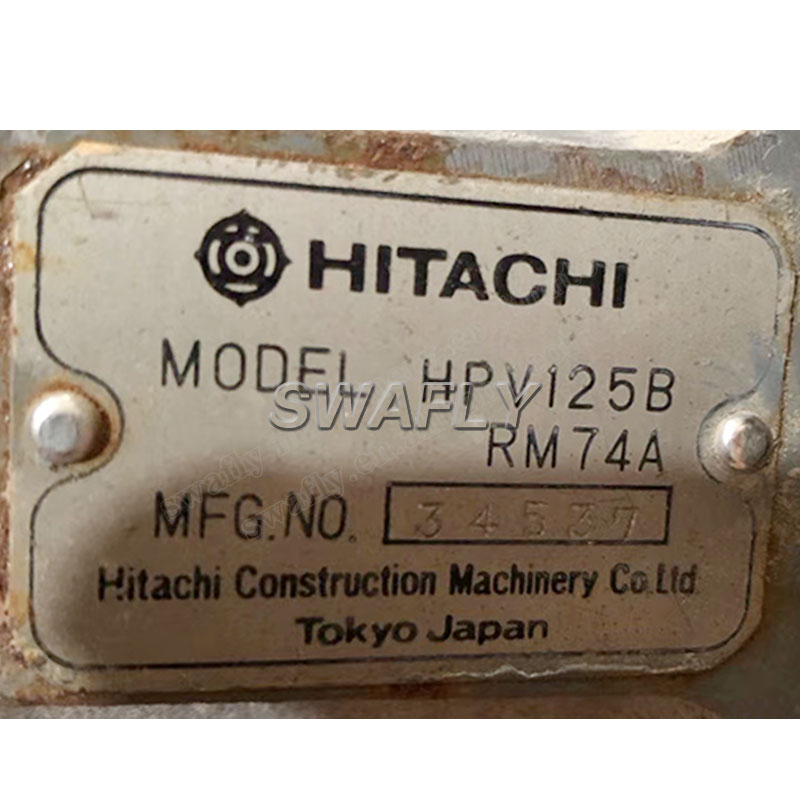 HITACHI
MODEL HPV125B
SWAFLY
RM74A
MFG.NO. 34537
Hitachi Construction Machinery Co.Ltd
Tokyo Japan